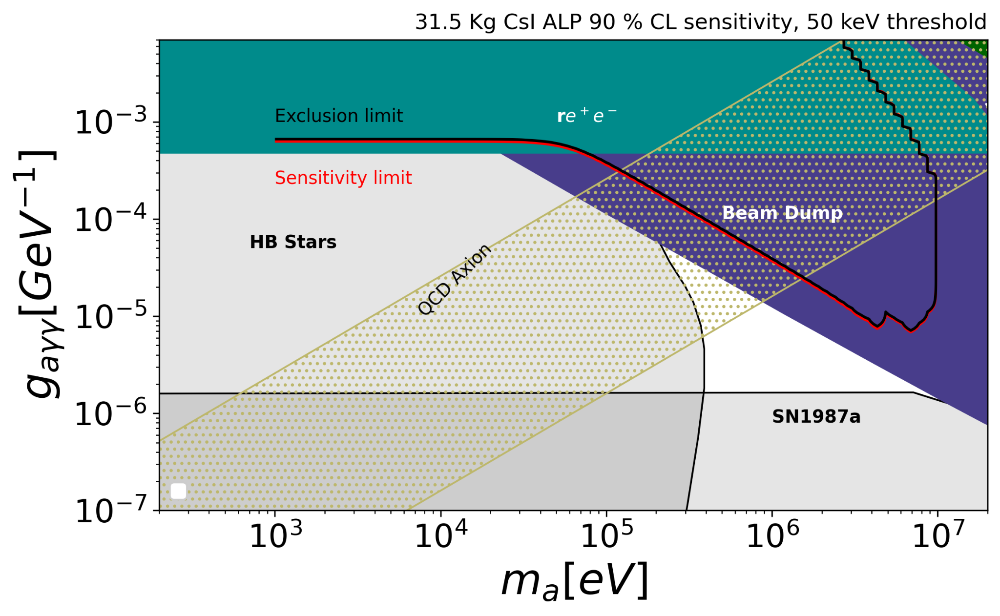 31.5 Kg CsI ALP 90 % CL sensitivity, 50 keV threshold
10⁻³
10⁻⁴
10⁻⁵
10⁻⁶
10⁻⁷
g_{aγγ}[GeV⁻¹]
Exclusion limit
re⁺e⁻
Sensitivity limit
Beam Dump
HB Stars
QCD Axion
SN1987a
10³
10⁴
10⁵
10⁶
10⁷
m_a[eV]